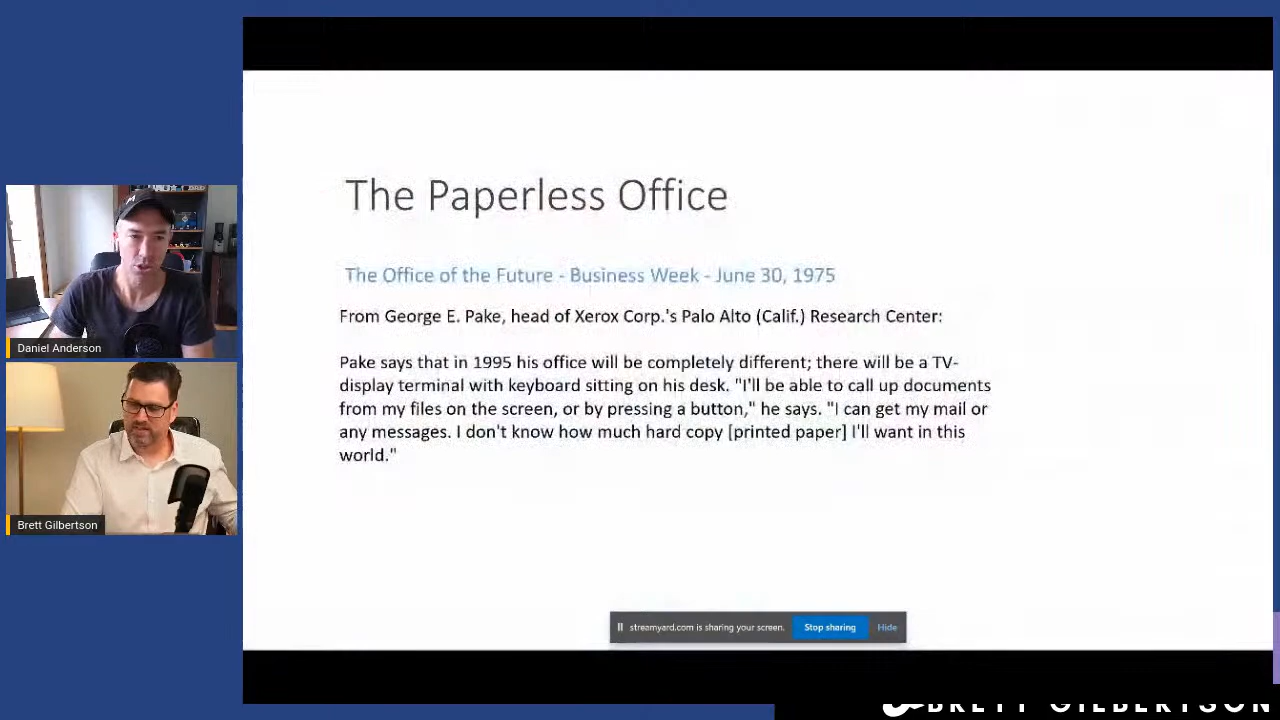 The Paperless Office
The Office of the Future - Business Week - June 30, 1975
From George E. Pake, head of Xerox Corp.'s Palo Alto (Calif.) Research Center:
Pake says that in 1995 his office will be completely different; there will be a TV-
display terminal with keyboard sitting on his desk. "I'll be able to call up documents
from my files on the screen, or by pressing a button," he says. "I can get my mail or
any messages. I don't know how much hard copy [printed paper] I'll want in this
world."
Daniel Anderson
Brett Gilbertson
streamyard.com is sharing your screen. Stop sharing Hide
BRETT GILBERTSON